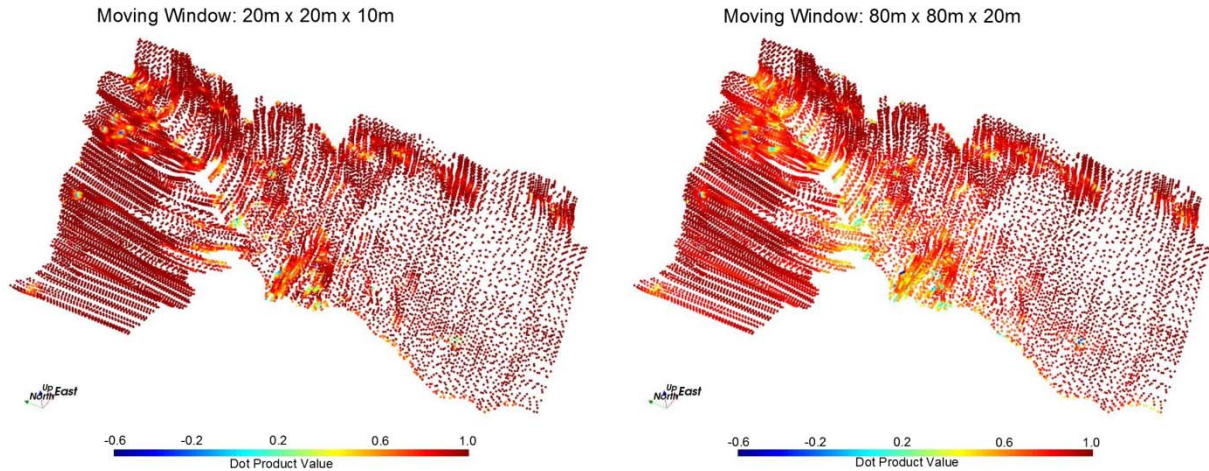 Moving Window: 20m x 20m x 10m
Moving Window: 80m x 80m x 20m
Up
North
East
Up
North
East
-0.6 -0.2 0.2 0.6 1.0
Dot Product Value
-0.6 -0.2 0.2 0.6 1.0
Dot Product Value